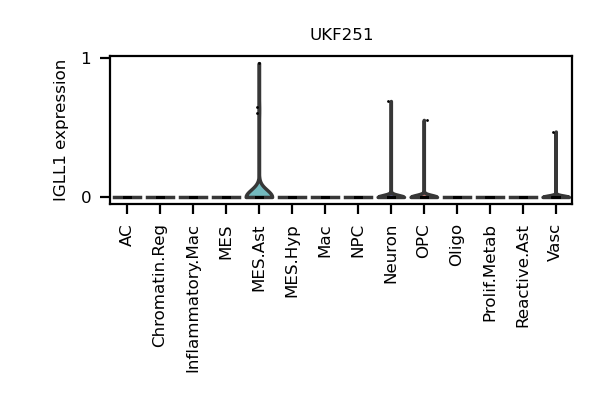 UKF251
IGLL1 expression
1
0
AC
Chromatin.Reg
Inflammatory.Mac
MES
MES.Ast
MES.Hyp
Mac
NPC
Neuron
OPC
Oligo
Prolif.Metab
Reactive.Ast
Vasc